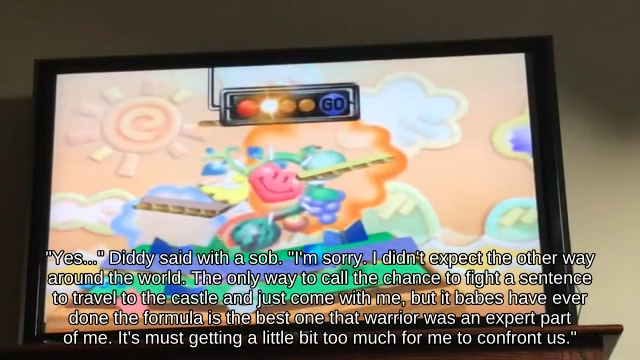 GO
"Yes..." Diddy said with a sob. "I'm sorry. I didn't expect the other way
around the world. The only way to call the chance to fight a sentence
to travel to the castle and just come with me, but it babes have ever
done the formula is the best one that warrior was an expert part
of me. It's must getting a little bit too much for me to confront us."